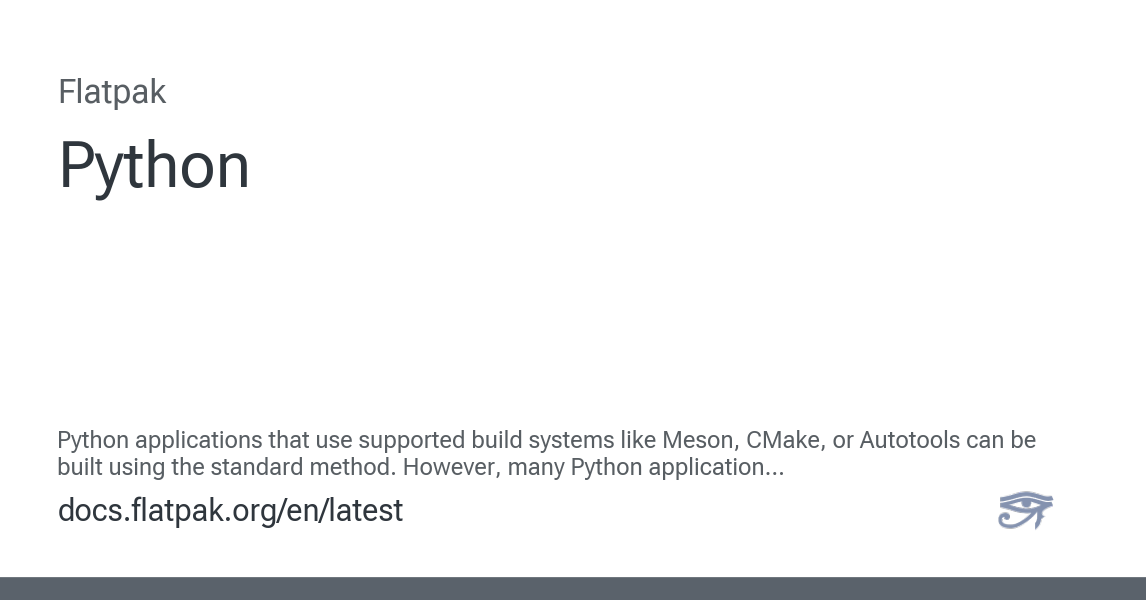 Flatpak
Python
Python applications that use supported build systems like Meson, CMake, or Autotools can be
built using the standard method. However, many Python application...
docs.flatpak.org/en/latest